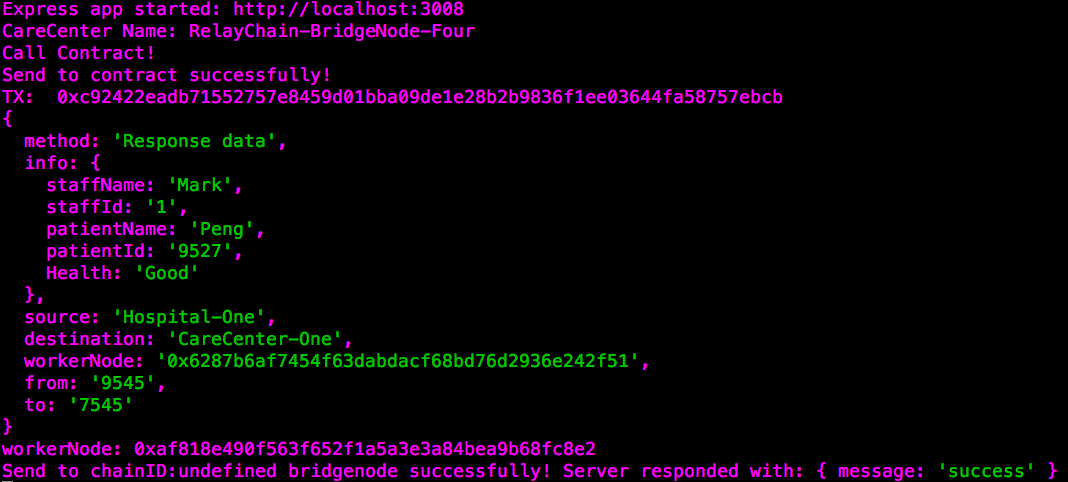 Express app started: http://localhost:3008
CareCenter Name: RelayChain-BridgeNode-Four
Call Contract!
Send to contract successfully!
TX:  0xc92422eadb71552757e8459d01bba09de1e28b2b9836f1ee03644fa58757ebcb
{
  method: 'Response data',
  info: {
    staffName: 'Mark',
    staffId: '1',
    patientName: 'Peng',
    patientId: '9527',
    Health: 'Good'
  },
  source: 'Hospital-One',
  destination: 'CareCenter-One',
  workerNode: '0x6287b6af7454f63dabdacf68bd76d2936e242f51',
  from: '9545',
  to: '7545'
}
workerNode: 0xaf818e490f563f652f1a5a3e3a84bea9b68fc8e2
Send to chainID:undefined bridgenode successfully! Server responded with: { message: 'success' }